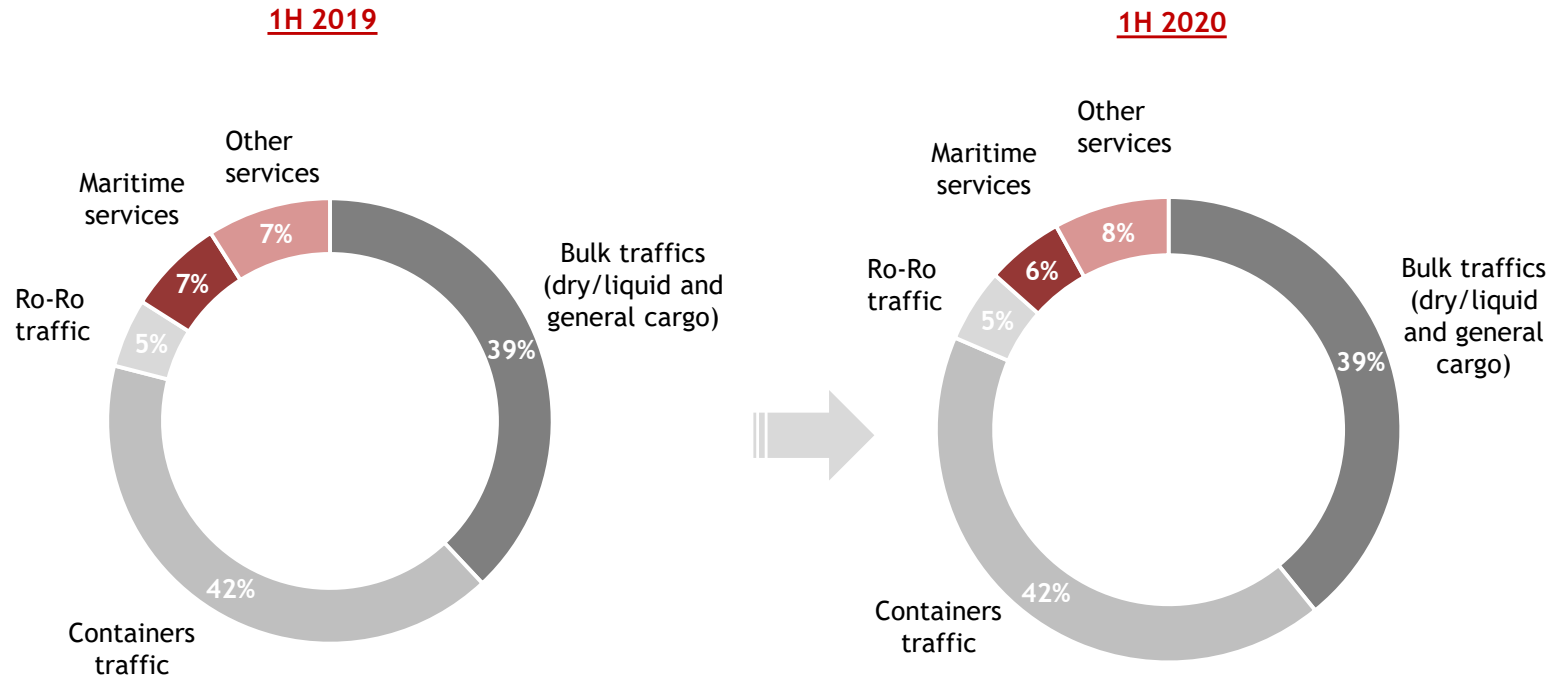 1H 2019
Other
services
Maritime
services
7%
7%
Bulk traffics
(dry/liquid and
general cargo)
Ro-Ro
traffic
5%
39%
42%
Containers
traffic
1H 2020
Other
services
Maritime
services
8%
6%
Ro-Ro
traffic
Bulk traffics
(dry/liquid
and general
cargo)
5%
39%
42%
Containers
traffic